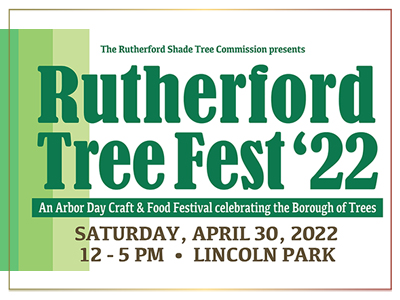 The Rutherford Shade Tree Commission presents
Rutherford
Tree Fest ‘22
An Arbor Day Craft & Food Festival celebrating the Borough of Trees
SATURDAY, APRIL 30, 2022
12 - 5 PM • LINCOLN PARK